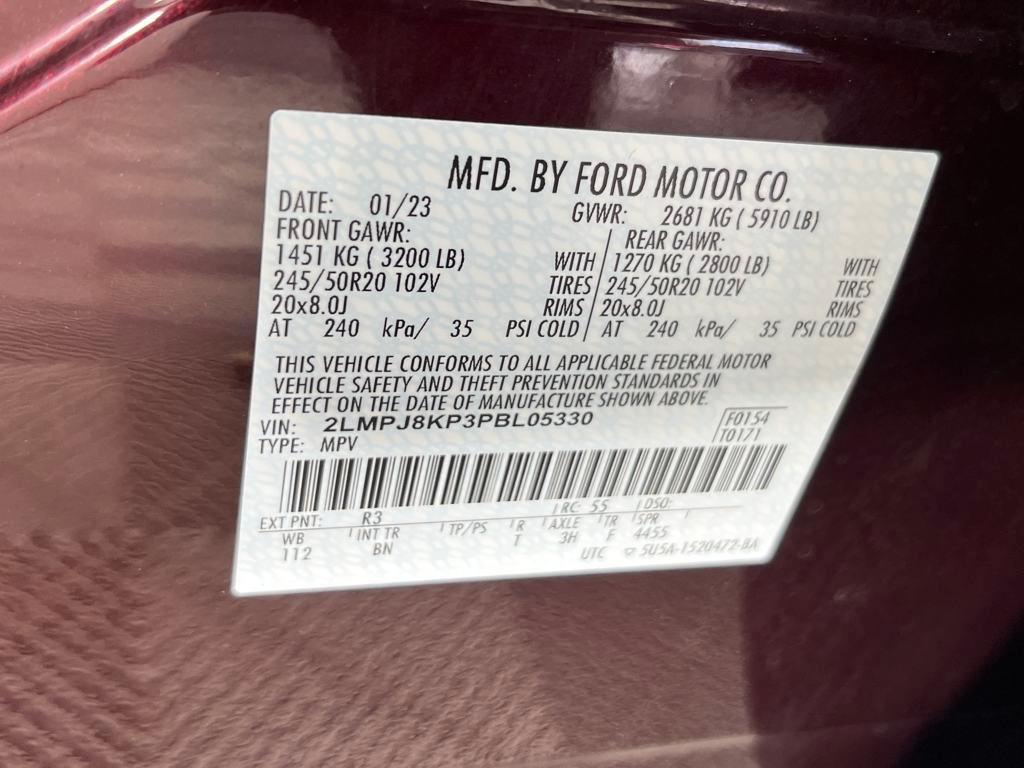 MFD. BY FORD MOTOR CO.
DATE: 01/23 GVWR: 2681 KG ( 5910 LB)
FRONT GAWR: REAR GAWR:
1451 KG ( 3200 LB) WITH 1270 KG ( 2800 LB) WITH
245/50R20 102V TIRES 245/50R20 102V TIRES
20x8.0J RIMS 20x8.0J RIMS
AT 240 kPa/ 35 PSI COLD AT 240 kPa/ 35 PSI COLD
THIS VEHICLE CONFORMS TO ALL APPLICABLE FEDERAL MOTOR
VEHICLE SAFETY AND THEFT PREVENTION STANDARDS IN
EFFECT ON THE DATE OF MANUFACTURE SHOWN ABOVE.
VIN: 2LMPJ8KP3PBL05330 F0154
TYPE: MPV T0171
EXT PNT: R3 RC: 55 DSO:
WB INT TR TP/PS R AXLE TR SPR
112 BN T 3H F 4455
UTC 5U5A-1520472-BA